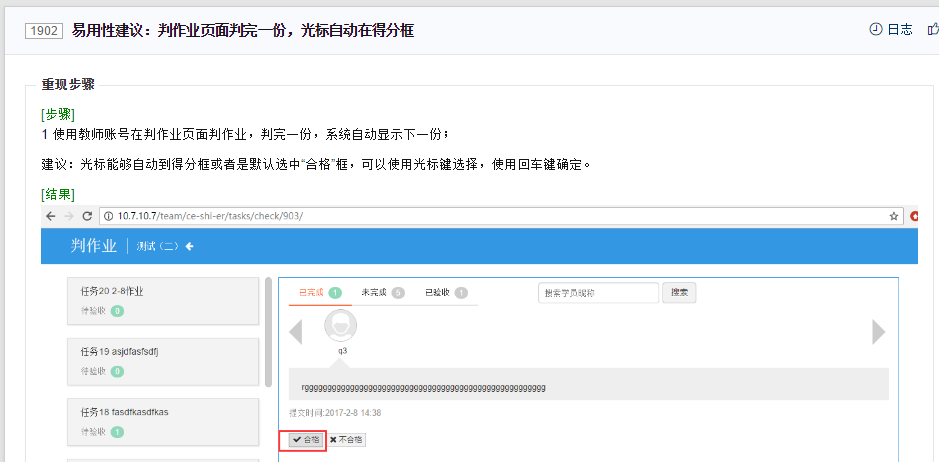 1902 易用性建议：判作业页面判完一份，光标自动在得分框
日志
重现步骤
[步骤]
1 使用教师账号在判作业页面判作业，判完一份，系统自动显示下一份；
建议：光标能够自动到得分框或者是默认选中“合格”框，可以使用光标键选择，使用回车键确定。
[结果]
10.7.10.7/team/ce-shi-er/tasks/check/903/
判作业 测试（二）
任务20 2-8作业
待验收 0
任务19 asjdfasfsdfj
待验收 0
任务18 fasdfkasdfkas
待验收 1
已完成 1 未完成 5 已验收 1 搜索学员昵称 搜索
q3
提交时间:2017-2-8 14:38
合格 不合格